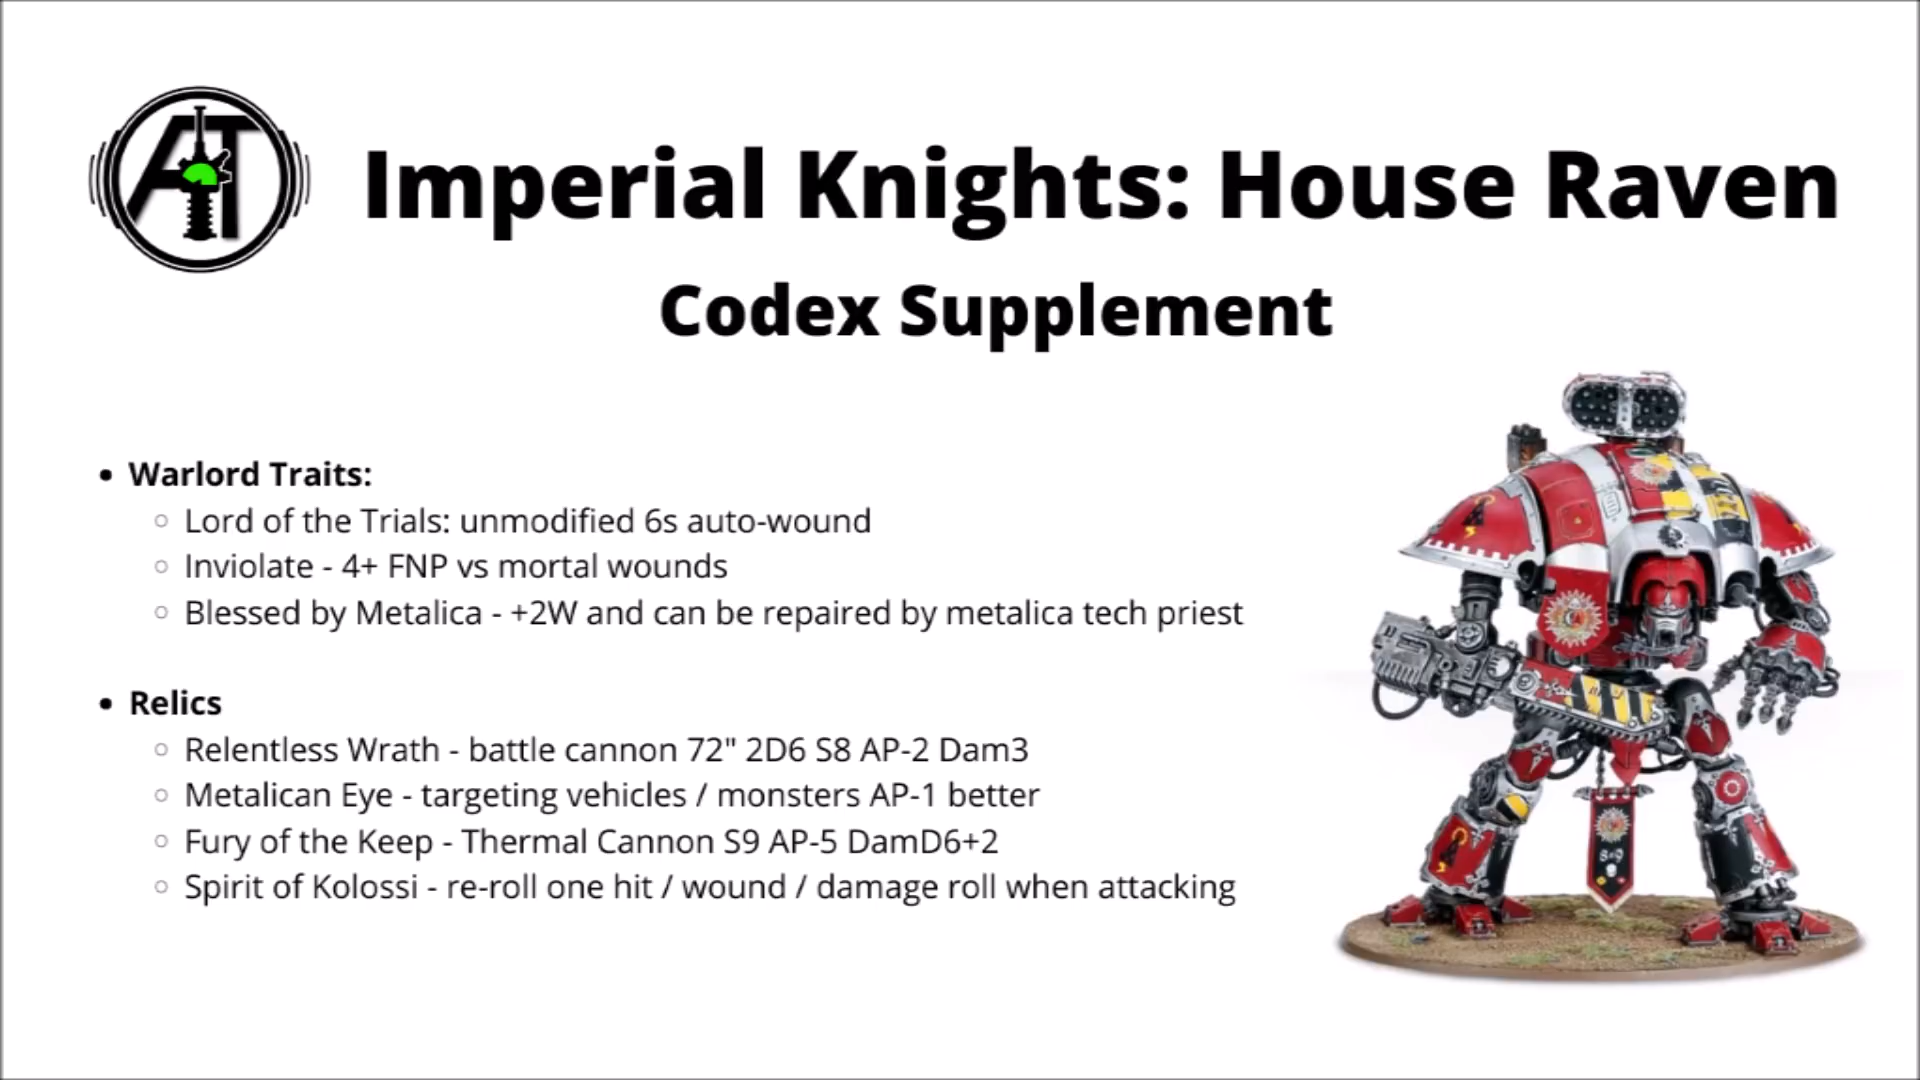 AT
Imperial Knights: House Raven
Codex Supplement
• Warlord Traits:
○ Lord of the Trials: unmodified 6s auto-wound
○ Inviolate - 4+ FNP vs mortal wounds
○ Blessed by Metalica - +2W and can be repaired by metalica tech priest
• Relics
○ Relentless Wrath - battle cannon 72" 2D6 S8 AP-2 Dam3
○ Metalican Eye - targeting vehicles / monsters AP-1 better
○ Fury of the Keep - Thermal Cannon S9 AP-5 DamD6+2
○ Spirit of Kolossi - re-roll one hit / wound / damage roll when attacking